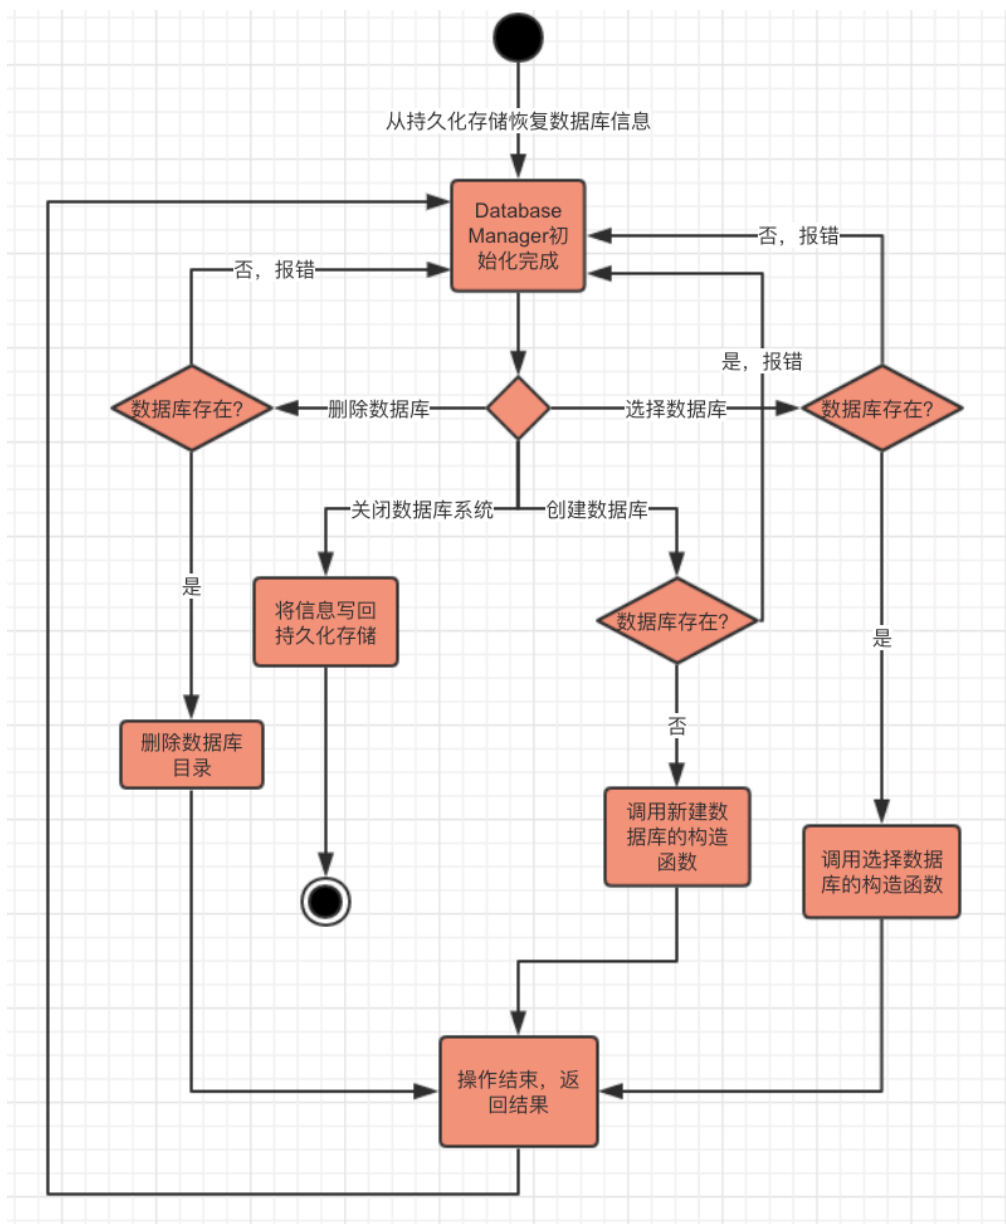 从持久化存储恢复数据库信息
Database
Manager初
始化完成
否，报错
否，报错
是，报错
数据库存在?
删除数据库
选择数据库
数据库存在?
关闭数据库系统
创建数据库
是
将信息写回
持久化存储
数据库存在?
是
删除数据库
目录
否
调用新建数
据库的构造
函数
调用选择数据
库的构造函数
操作结束，返
回结果